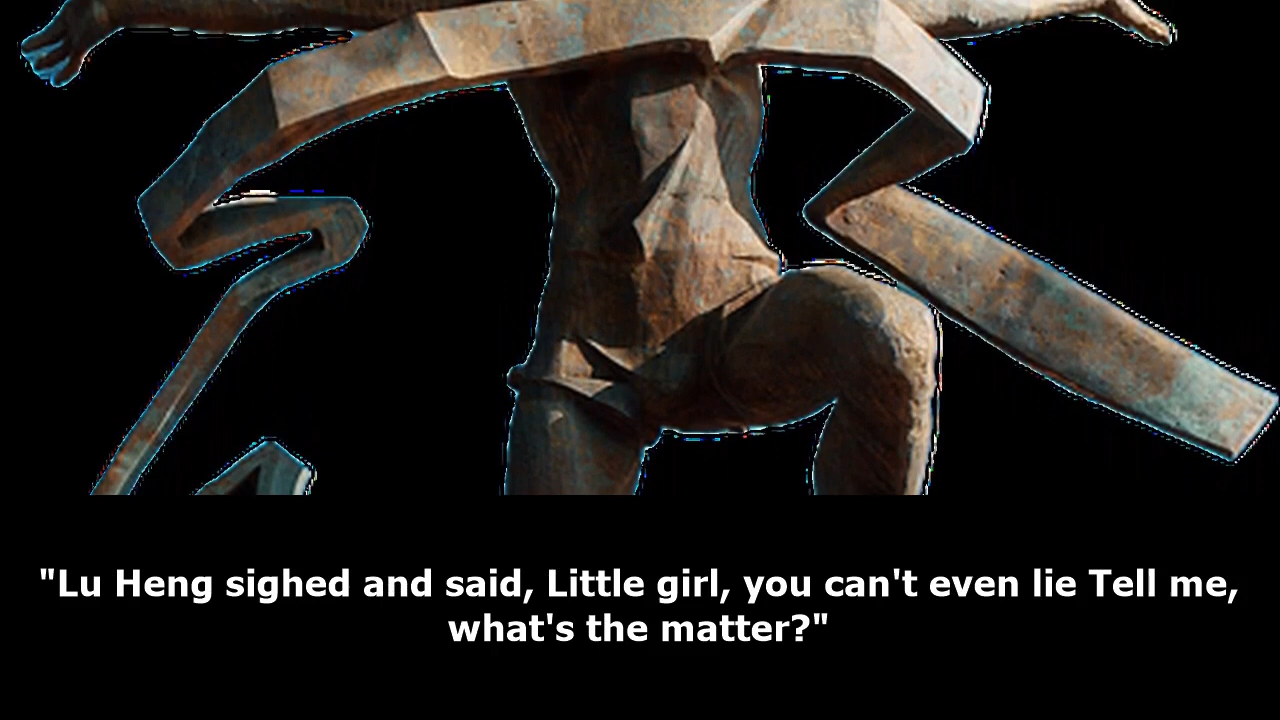 "Lu Heng sighed and said, Little girl, you can't even lie Tell me,
what's the matter?"